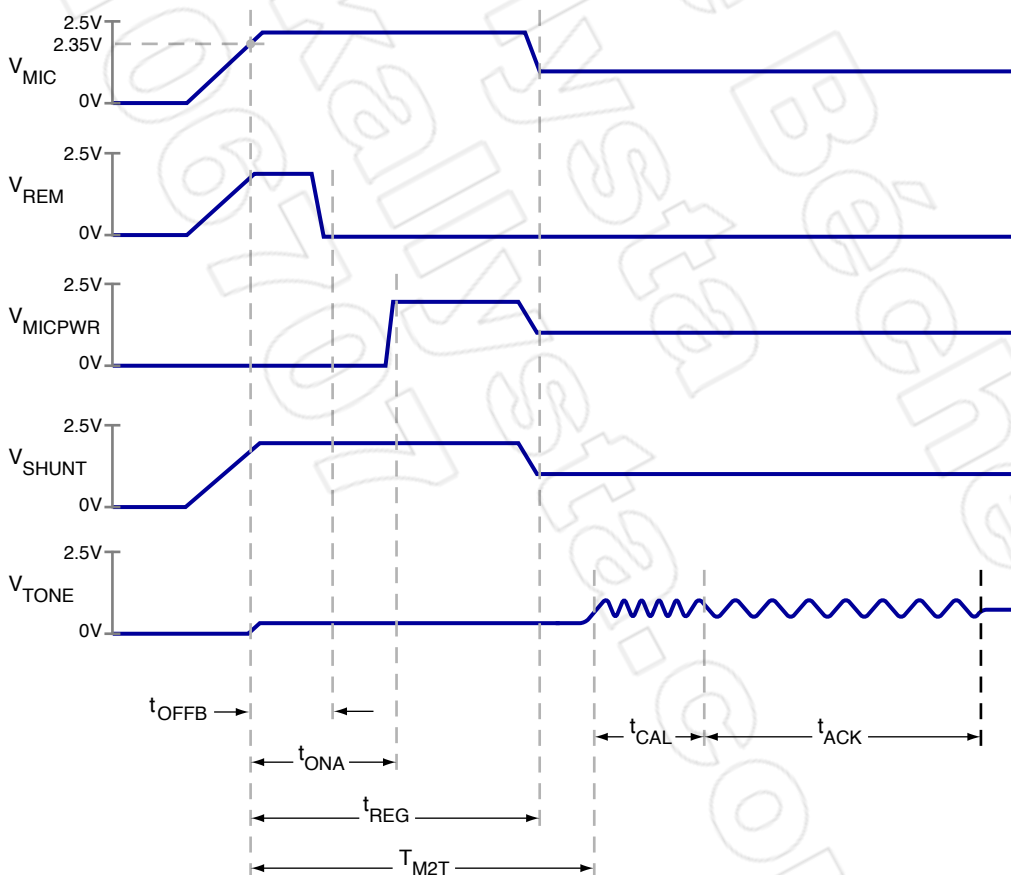 2.5V
2.35V
VMIC
0V
2.5V
VREM
0V
2.5V
VMICPWR
0V
2.5V
VSHUNT
0V
2.5V
VTONE
0V
tOFFB
tCAL
tACK
tONA
tREG
TM2T